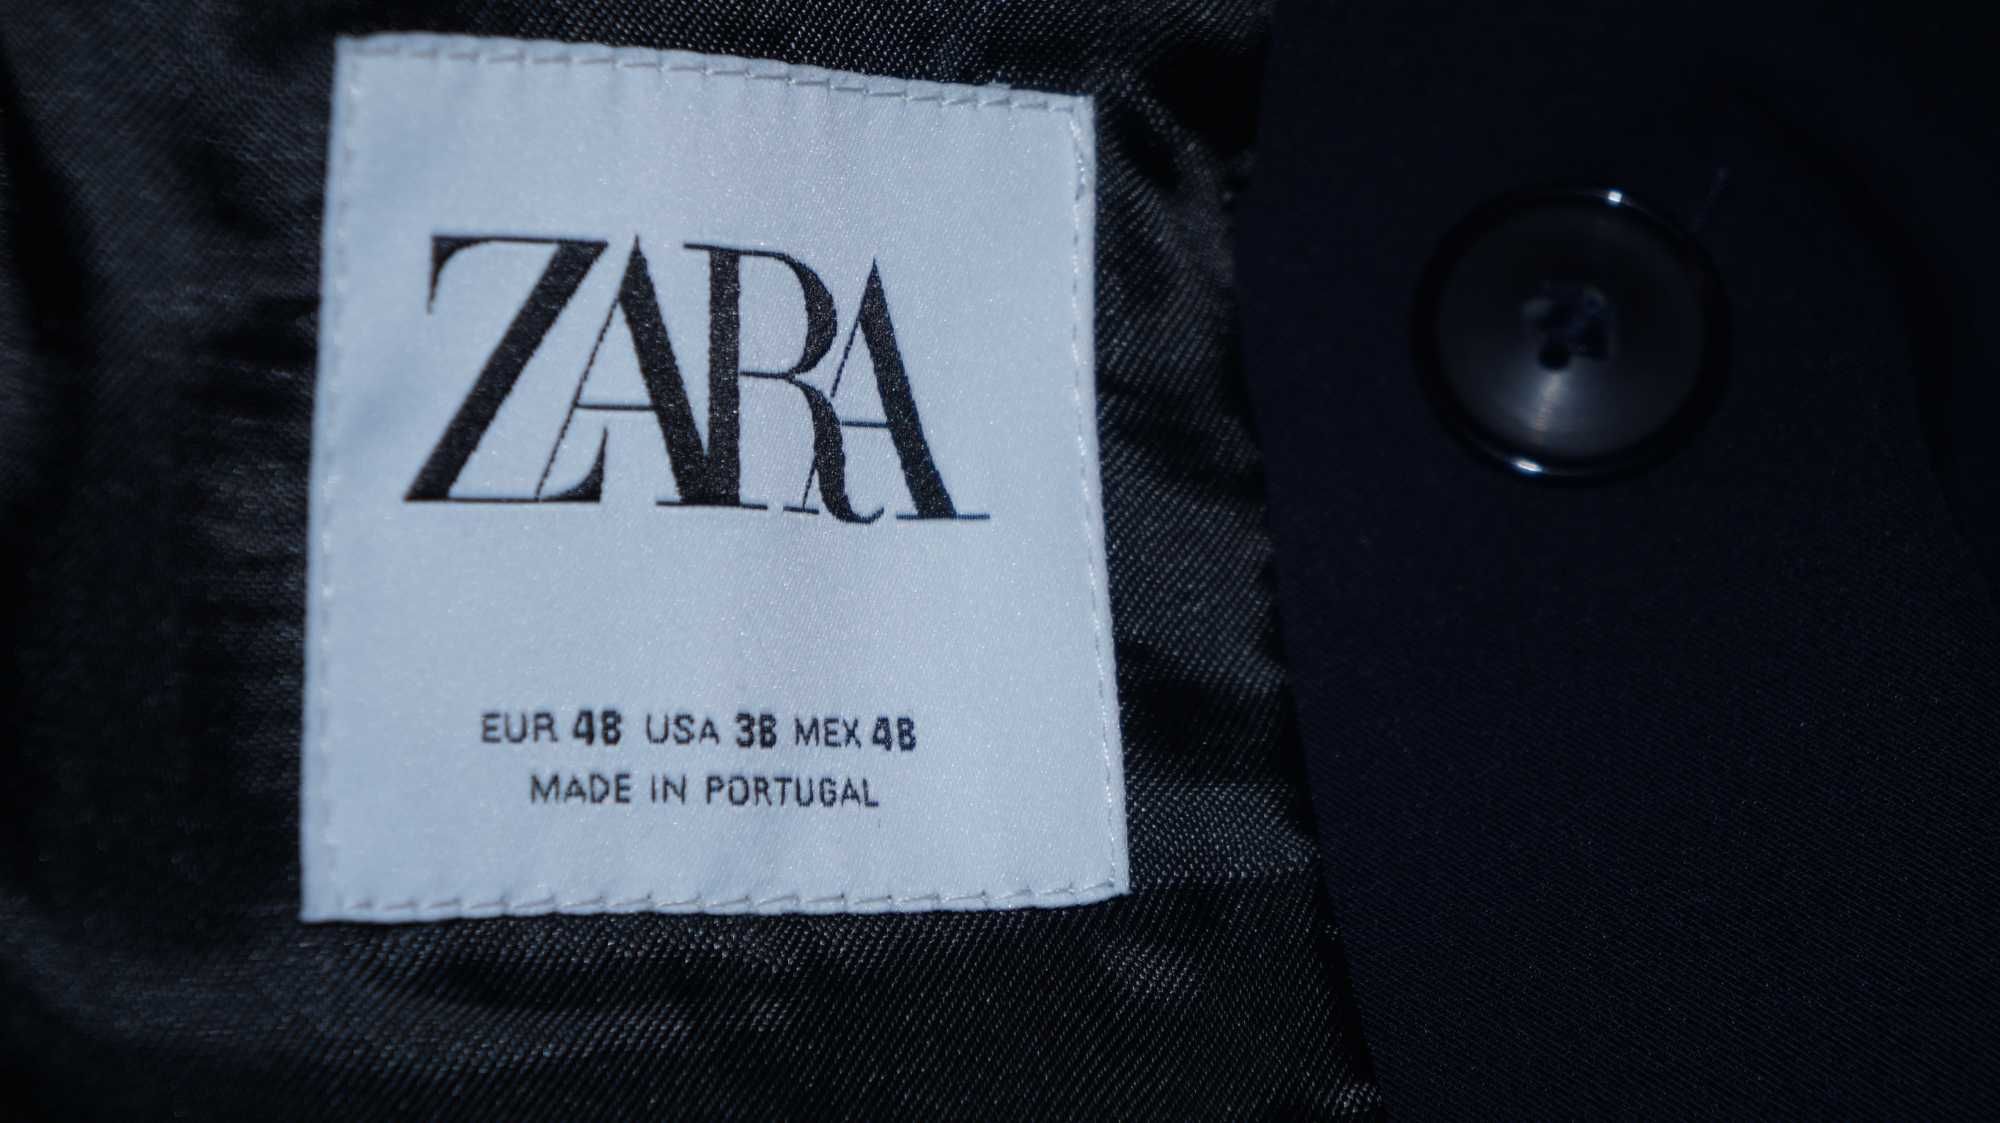 ZARA
EUR 48 USA 38 MEX 48
MADE IN PORTUGAL